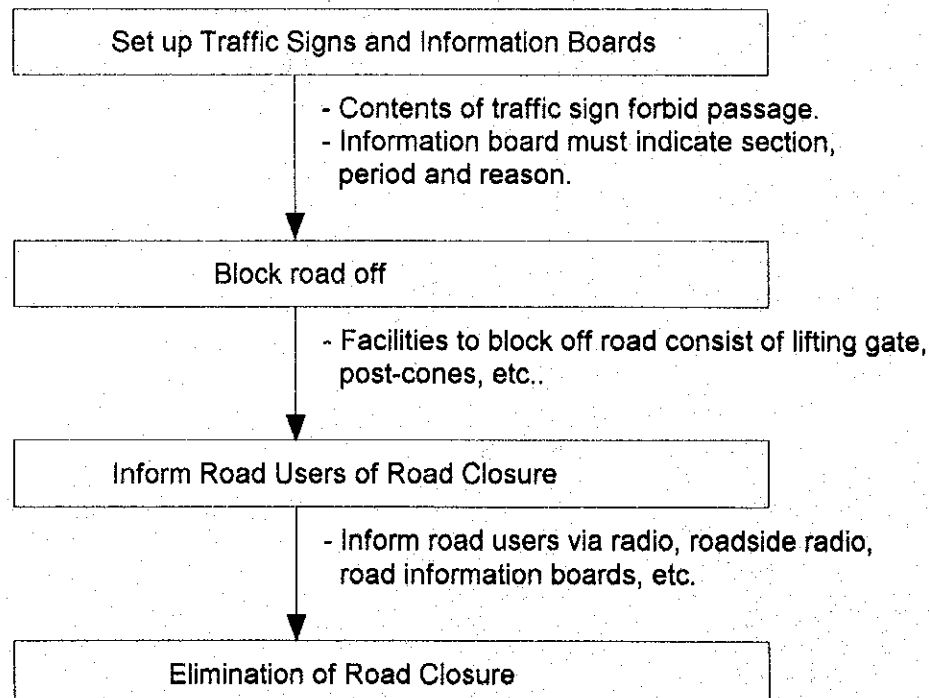 Set up Traffic Signs and Information Boards
- Contents of traffic sign forbid passage.
- Information board must indicate section,
period and reason.
Block road off
- Facilities to block off road consist of lifting gate,
post-cones, etc..
Inform Road Users of Road Closure
- Inform road users via radio, roadside radio,
road information boards, etc.
Elimination of Road Closure